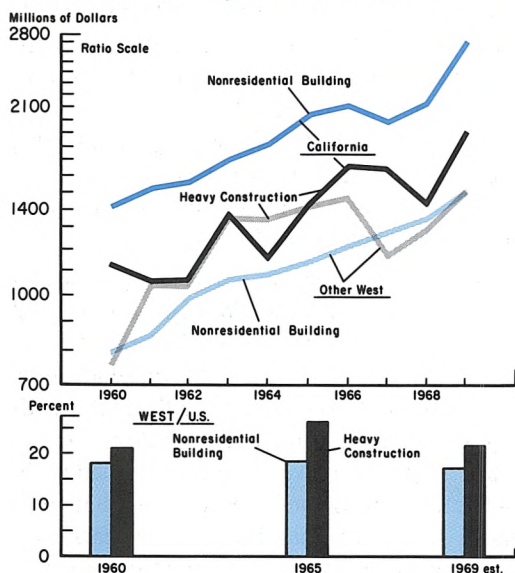 Millions of Dollars
2800
Ratio Scale
Nonresidential Building
2100
California
Heavy Construction
1400
1000
Other West
Nonresidential Building
700
1960 1962 1964 1966 1968
Percent
WEST/U.S.
Nonresidential Building
Heavy Construction
20
10
0
1960 1965 1969 est.